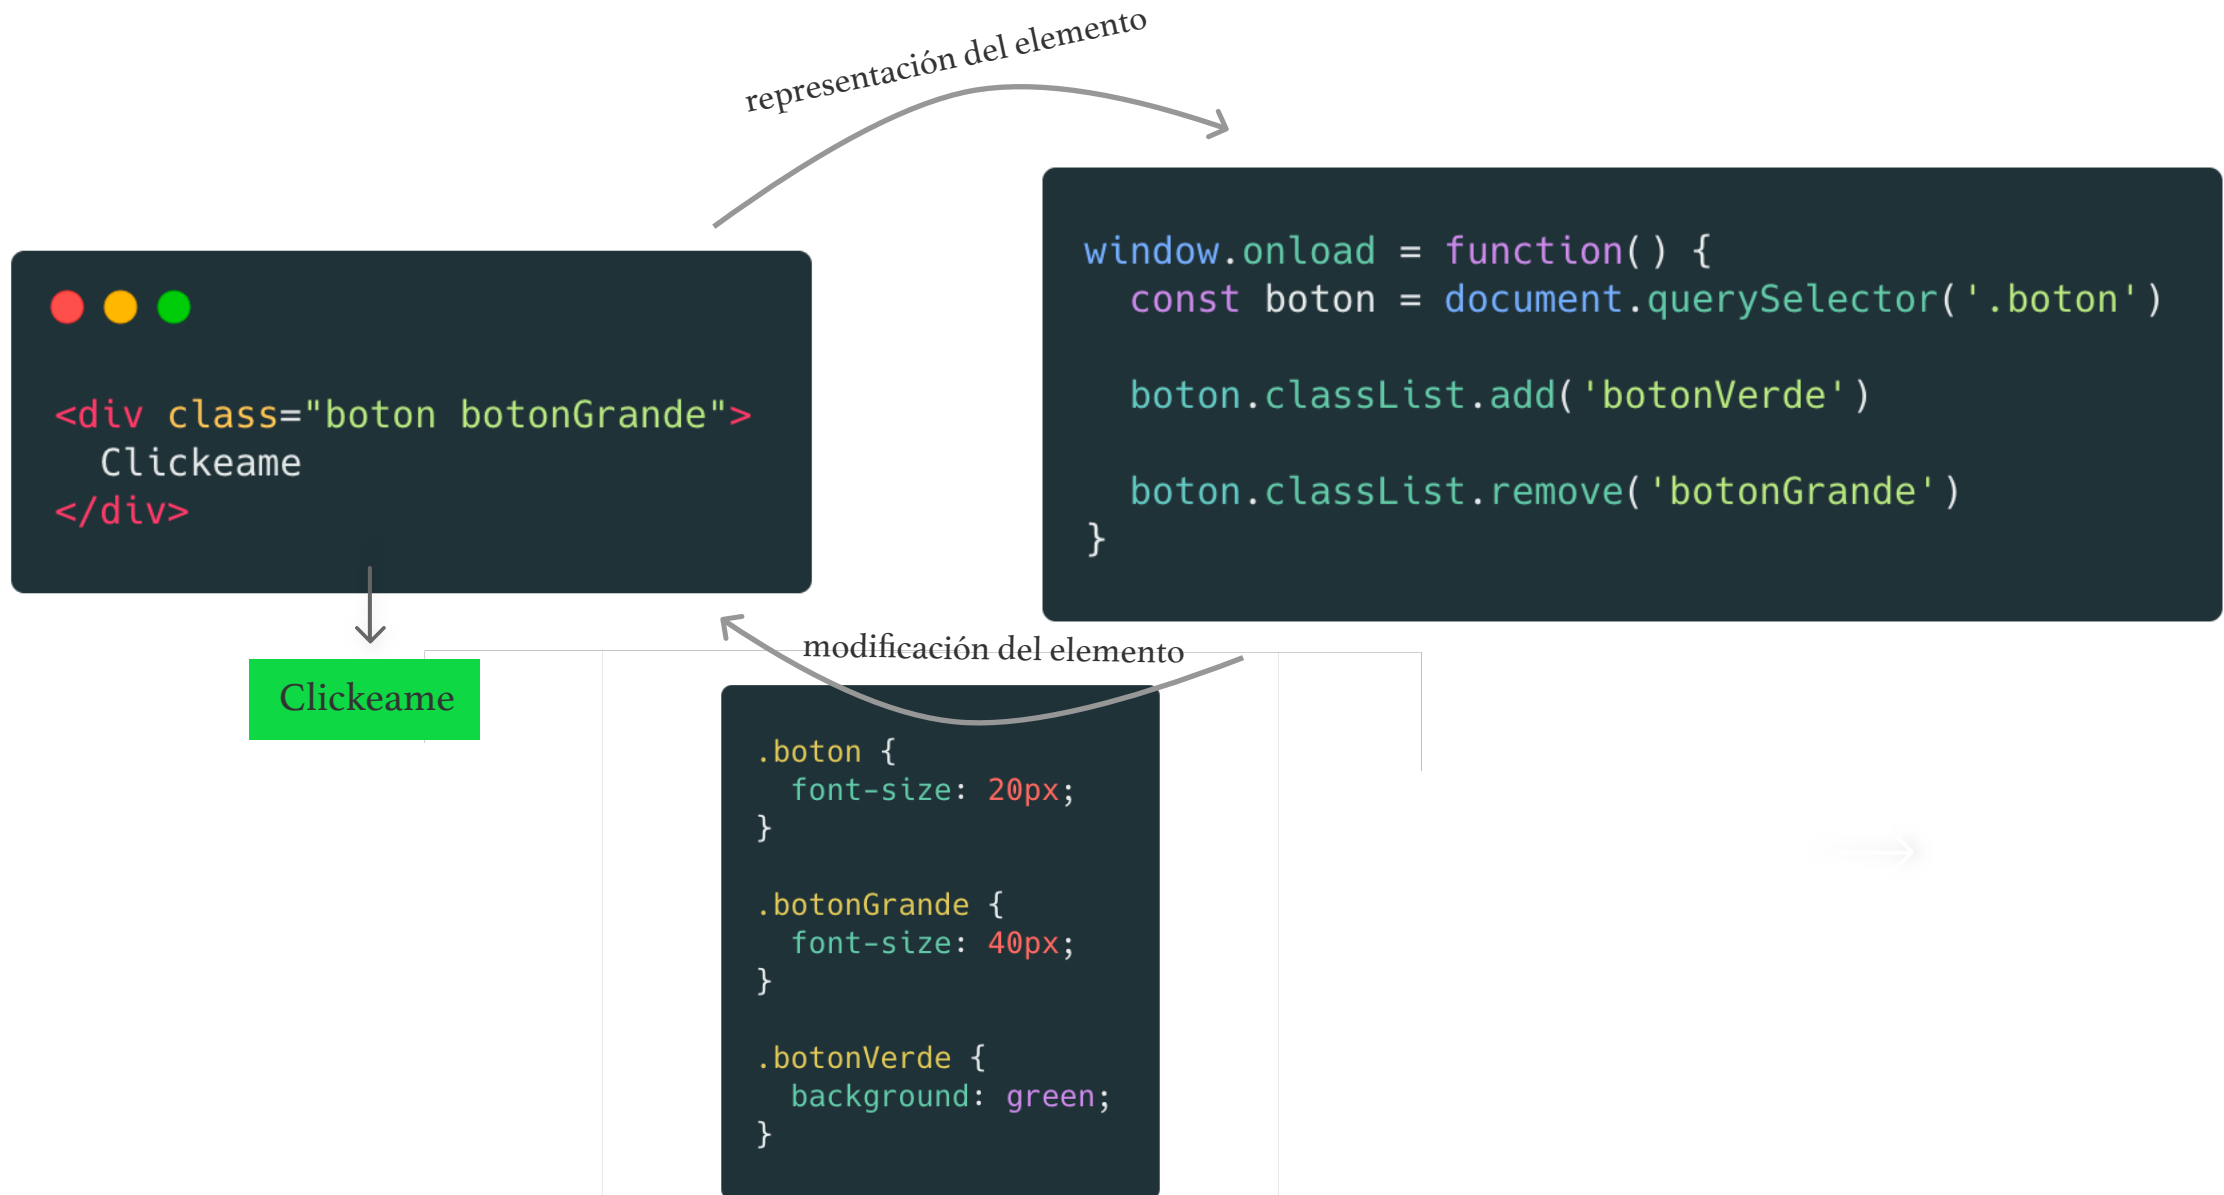 representación del elemento
<div class="boton botonGrande">
  Clickeame
</div>
window.onload = function() {
  const boton = document.querySelector('.boton')
  boton.classList.add('botonVerde')
  boton.classList.remove('botonGrande')
}
modificación del elemento
Clickeame
.boton {
  font-size: 20px;
}
.botonGrande {
  font-size: 40px;
}
.botonVerde {
  background: green;
}